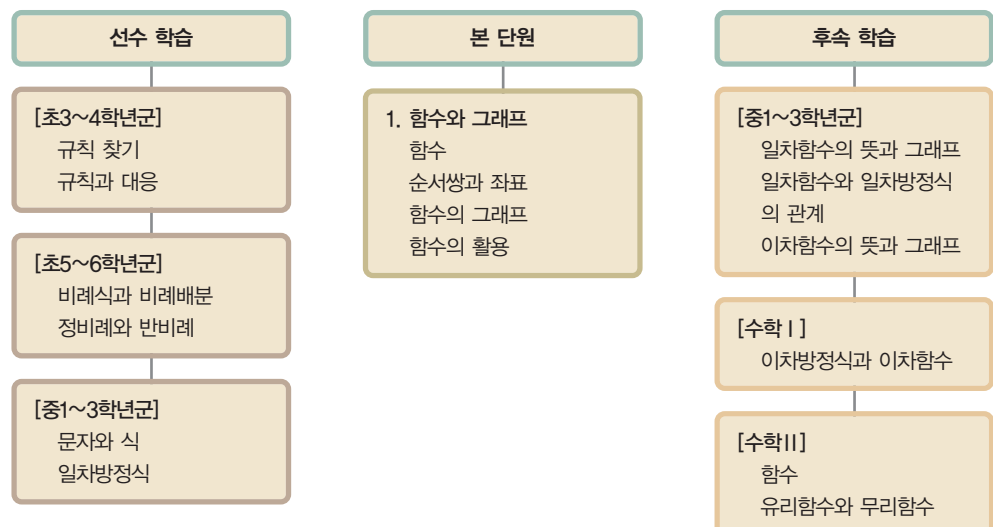 선수 학습
[초3~4학년군]
규칙 찾기
규칙과 대응
[초5~6학년군]
비례식과 비례배분
정비례와 반비례
[중1~3학년군]
문자와 식
일차방정식
본 단원
1. 함수와 그래프
함수
순서쌍과 좌표
함수의 그래프
함수의 활용
후속 학습
[중1~3학년군]
일차함수의 뜻과 그래프
일차함수와 일차방정식
의 관계
이차함수의 뜻과 그래프
[수학Ⅰ]
이차방정식과 이차함수
[수학II]
함수
유리함수와 무리함수